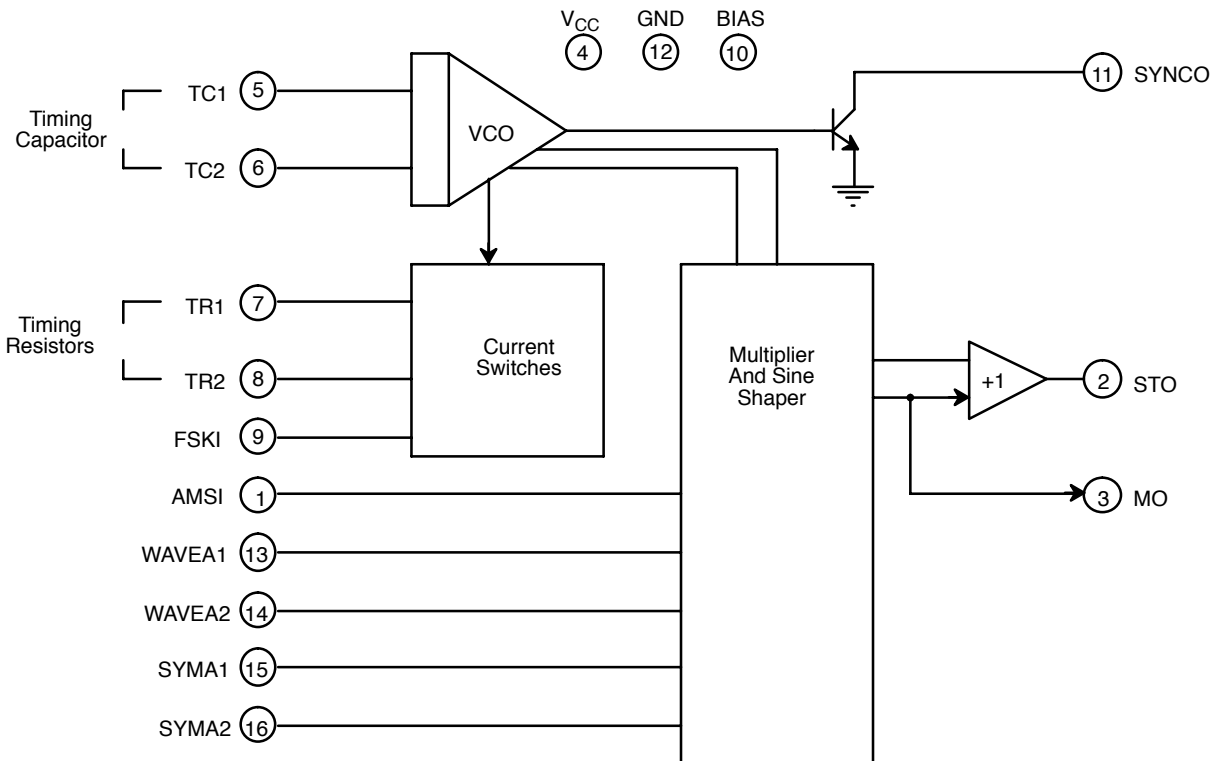 VCC GND BIAS
4 12 10
Timing
Capacitor
TC1 5
TC2 6
VCO
11 SYNCO
Timing
Resistors
TR1 7
TR2 8
FSKI 9
Current
Switches
Multiplier
And Sine
Shaper
+1
2 STO
3 MO
AMSI 1
WAVEA1 13
WAVEA2 14
SYMA1 15
SYMA2 16